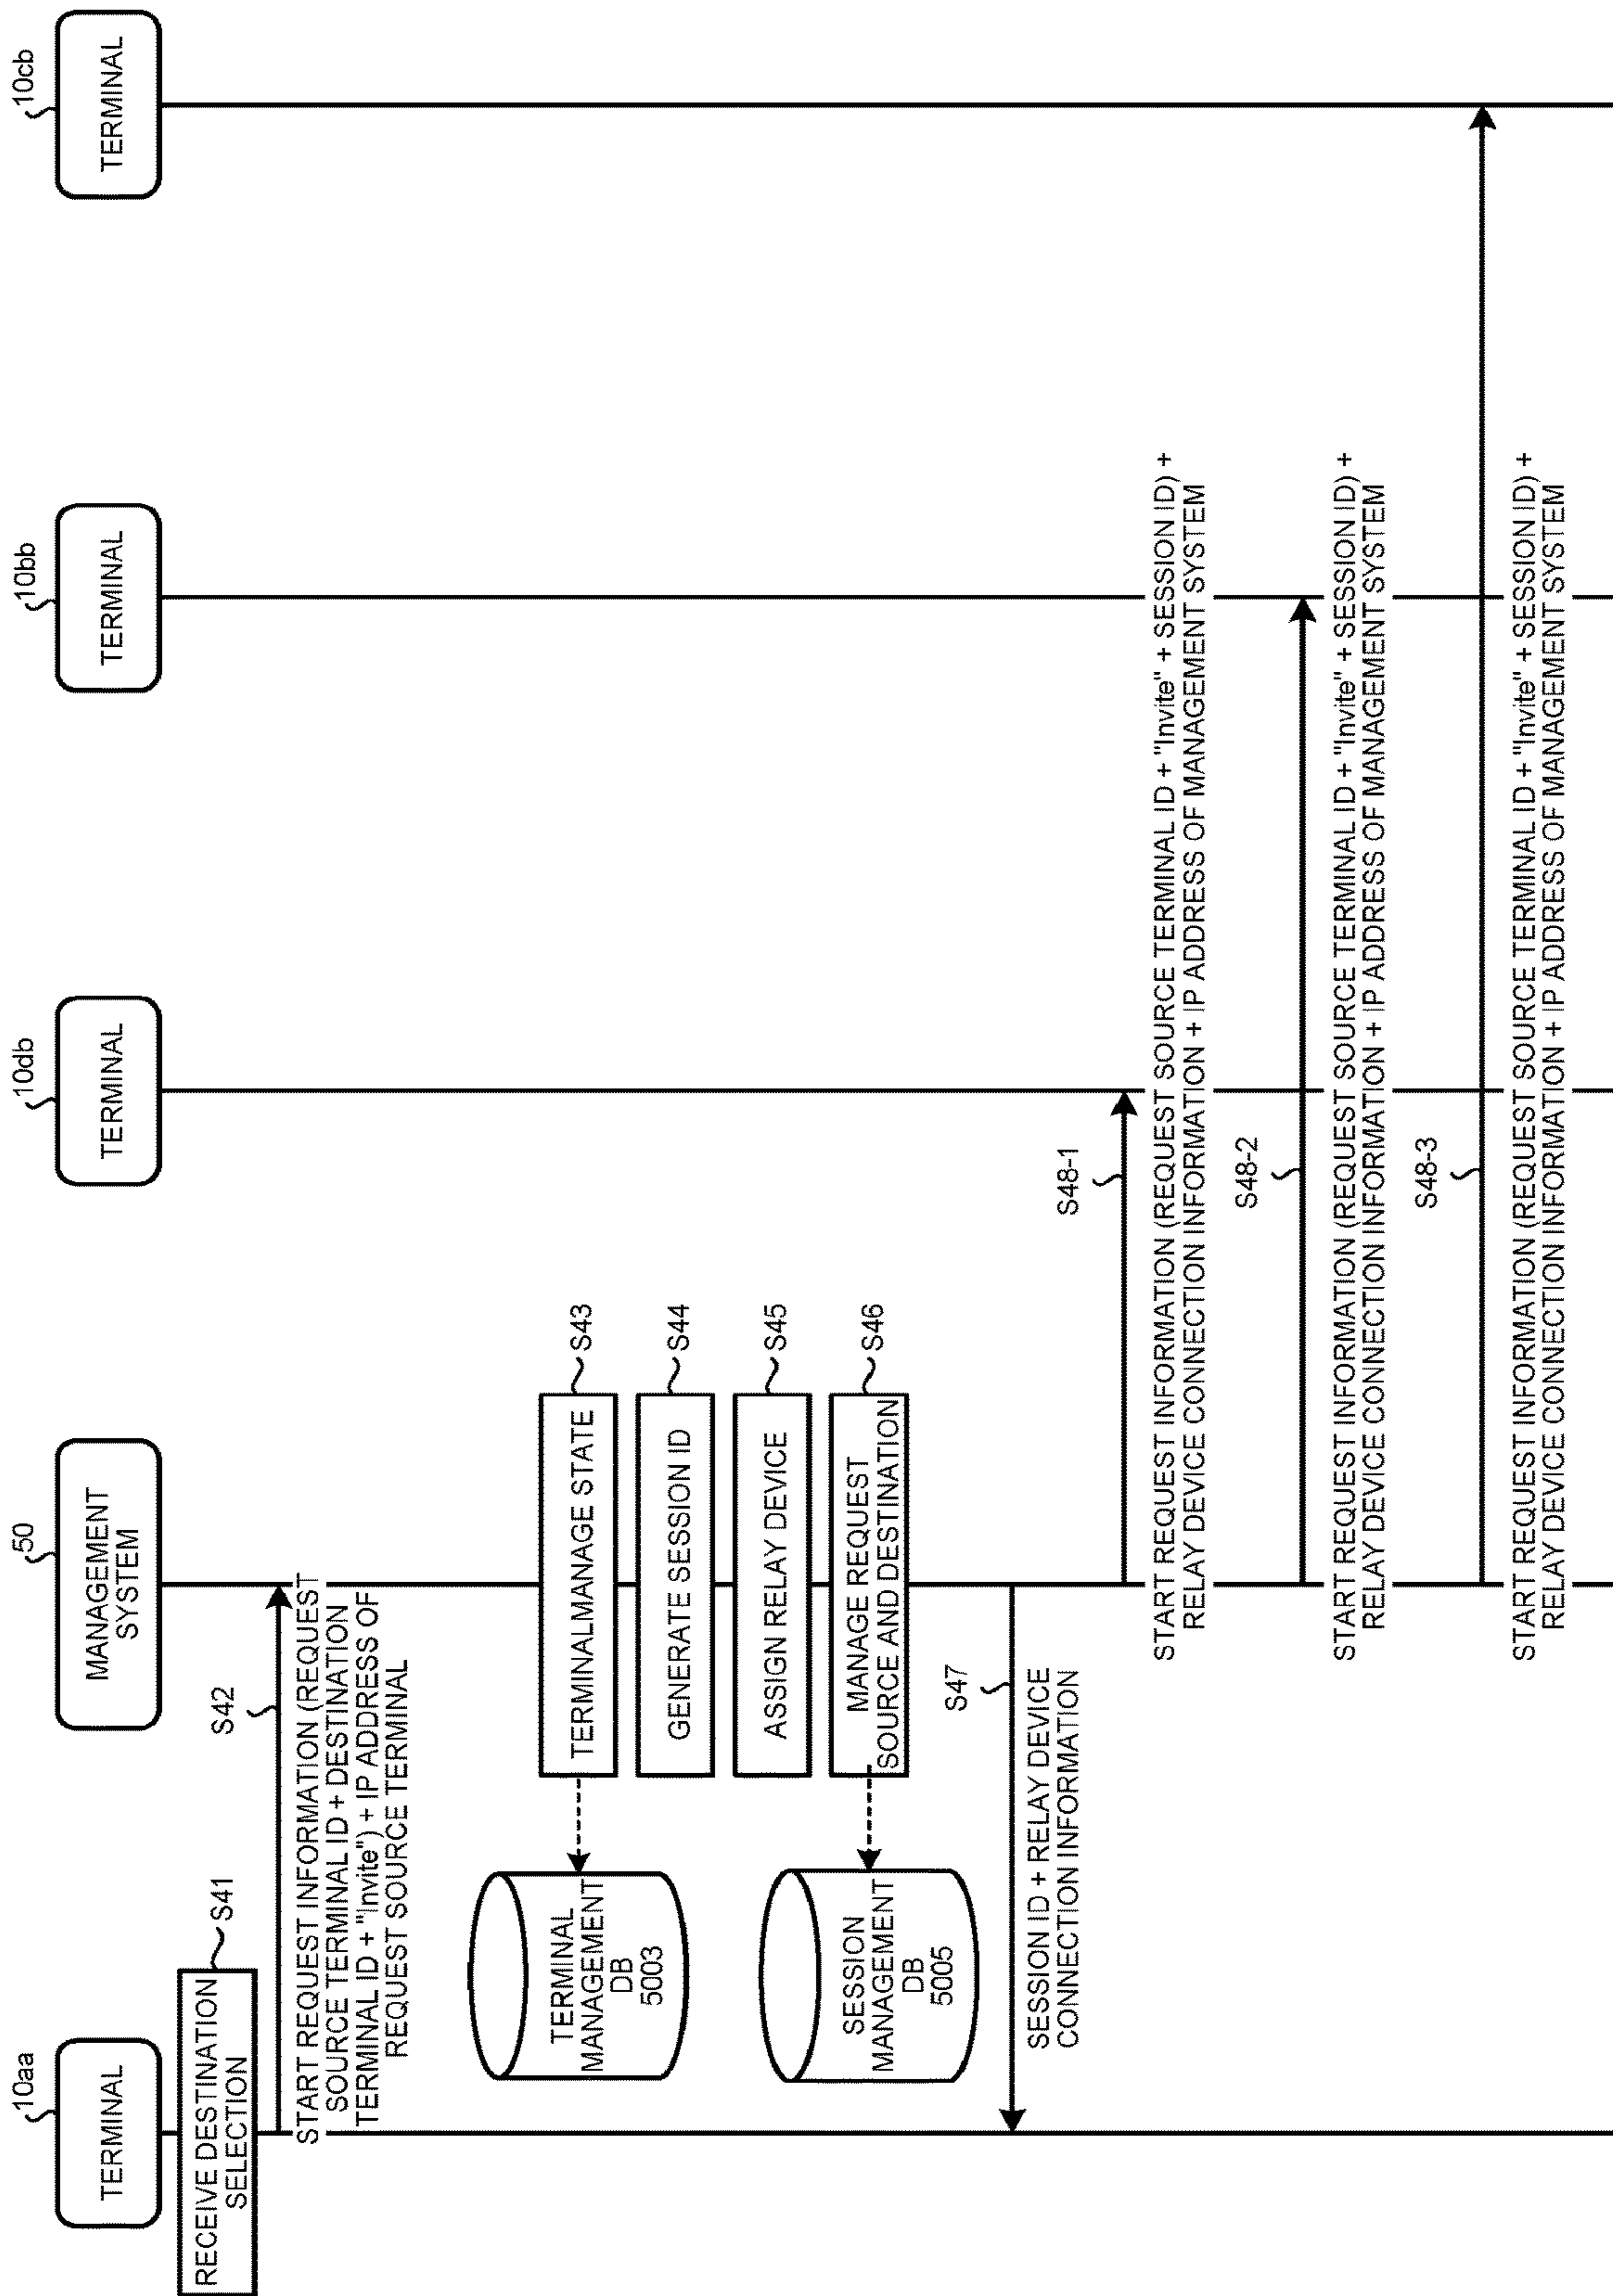 10aa
TERMINAL
50
MANAGEMENT
SYSTEM
10db
TERMINAL
10bb
TERMINAL
10cb
TERMINAL
RECEIVE DESTINATION
SELECTION
S41
S42
START REQUEST INFORMATION (REQUEST
SOURCE TERMINAL ID + DESTINATION
TERMINAL ID + "Invite") + IP ADDRESS OF
REQUEST SOURCE TERMINAL
TERMINAL
MANAGEMENT
DB
5003
TERMINALMANAGE STATE
S43
GENERATE SESSION ID
S44
ASSIGN RELAY DEVICE
S45
SESSION
MANAGEMENT
DB
5005
MANAGE REQUEST
SOURCE AND DESTINATION
S46
S47
SESSION ID + RELAY DEVICE
CONNECTION INFORMATION
S48-1
START REQUEST INFORMATION (REQUEST SOURCE TERMINAL ID + "Invite" + SESSION ID) +
RELAY DEVICE CONNECTION INFORMATION + IP ADDRESS OF MANAGEMENT SYSTEM
S48-2
START REQUEST INFORMATION (REQUEST SOURCE TERMINAL ID + "Invite" + SESSION ID) +
RELAY DEVICE CONNECTION INFORMATION + IP ADDRESS OF MANAGEMENT SYSTEM
S48-3
START REQUEST INFORMATION (REQUEST SOURCE TERMINAL ID + "Invite" + SESSION ID) +
RELAY DEVICE CONNECTION INFORMATION + IP ADDRESS OF MANAGEMENT SYSTEM